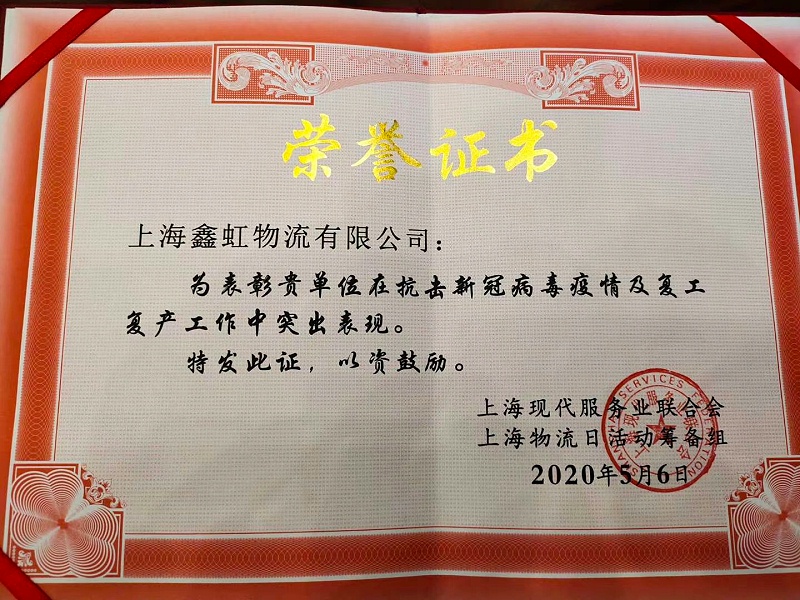 荣誉证书
上海鑫虹物流有限公司：
为表彰贵单位在抗击新冠病毒疫情及复工
复产工作中突出表现。
特发此证，以资鼓励。
上海现代服务业联合会
上海物流日活动筹备组
2020年5月6日